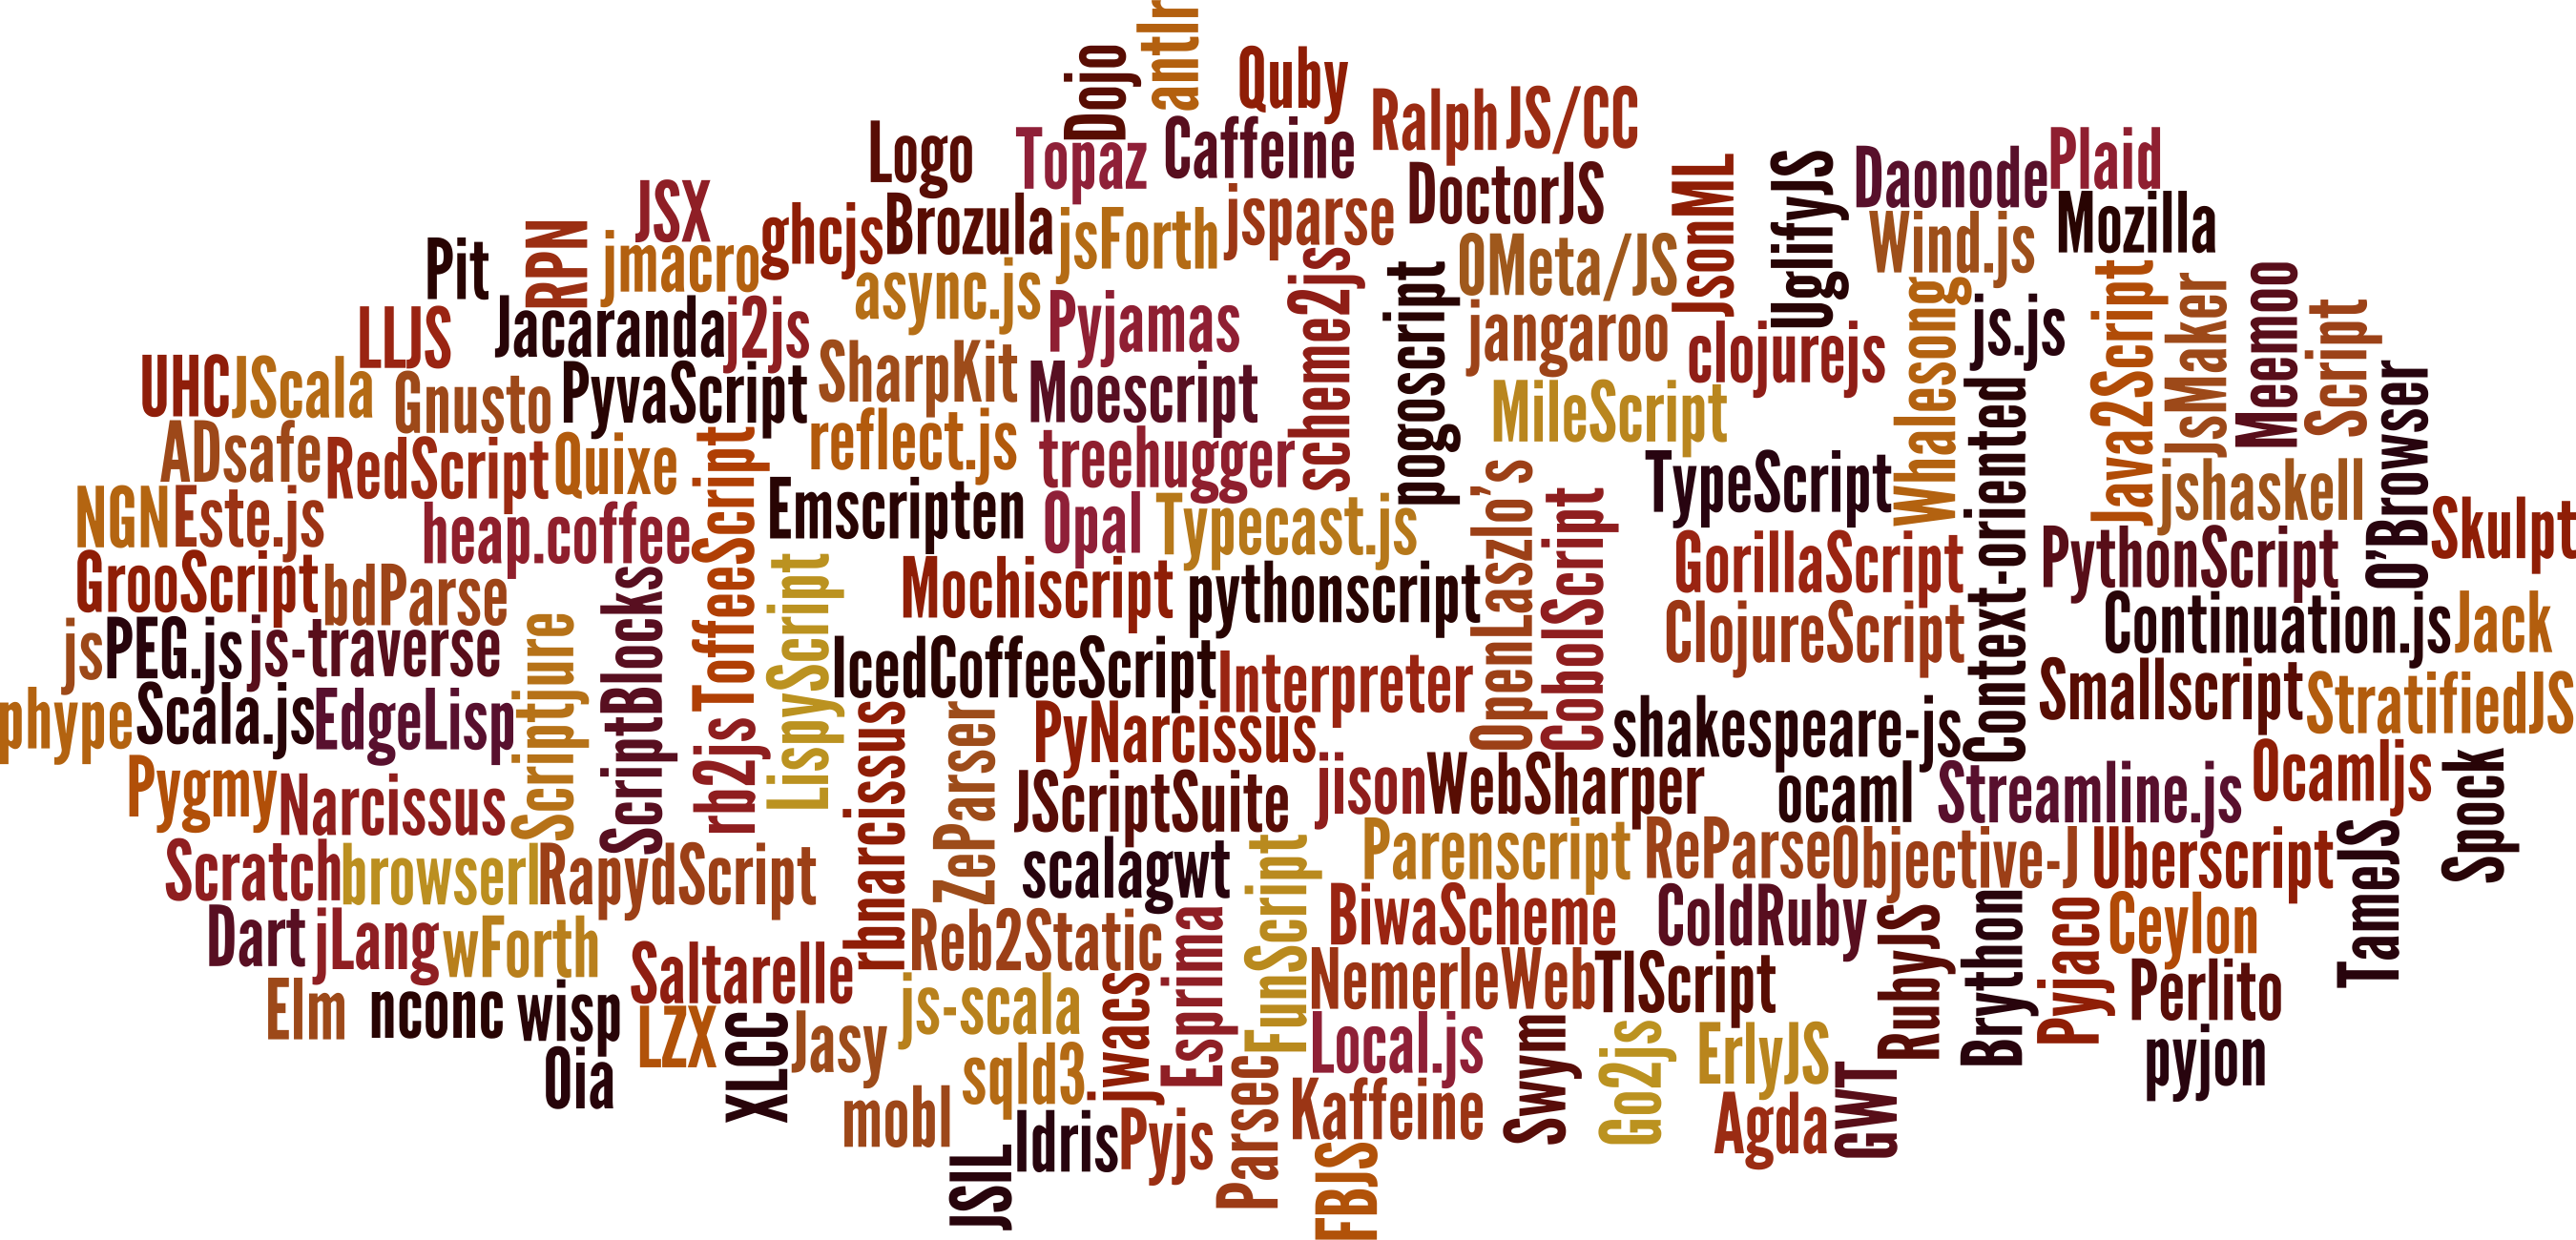 antlr
Dojo
Quby
Ralph
JS/CC
Logo
Topaz
Caffeine
DoctorJS
JsonML
UglifyJS
Daonode
Plaid
JSX
ghcjs
Brozula
jsForth
jsparse
Wind.js
Mozilla
Pit
RPN
jmacro
async.js
OMeta/JS
scheme2js
pogoscript
Whalesong
js.js
Java2Script
JsMaker
Meemoo
Script
LLJS
Jacaranda
j2js
Pyjamas
jangaroo
clojurejs
UHC
JScala
Gnusto
PyvaScript
SharpKit
Moescript
MileScript
O'Browser
ADsafe
RedScript
Quixe
reflect.js
treehugger
TypeScript
Context-oriented
jshaskell
NGN
Este.js
heap.coffee
ToffeeScript
Emscripten
Opal
Typecast.js
OpenLaszlo's
CobolScript
GorillaScript
PythonScript
Skulpt
GrooScript
bdParse
ScriptBlocks
LispyScript
Mochiscript
pythonscript
ClojureScript
Continuation.js
Jack
js
PEG.js
js-traverse
Scriptjure
IcedCoffeeScript
Interpreter
Smallscript
StratifiedJS
phype
Scala.js
EdgeLisp
rb2js
rbnarcissus
ZeParser
PyNarcissus
shakespeare-js
Pygmy
Narcissus
JScriptSuite
jison
WebSharper
ocaml
Streamline.js
Ocamljs
Spock
Scratch
browserl
RapydScript
scalagwt
FunScript
Parenscript
ReParse
Objective-J
Uberscript
TameJS
Dart
jLang
wForth
Saltarelle
Reb2Static
Esprima
BiwaScheme
ColdRuby
RubyJS
Brython
Pyjaco
Ceylon
Elm
nconc
wisp
LZX
XLCC
Jasy
js-scala
jwacs
NemerleWeb
TIScript
Perlito
Oia
sqld3
Local.js
Swym
Go2js
ErlyJS
pyjon
mobl
Idris
Pyjs
Parsec
Kaffeine
Agda
GWT
JSIL
FBJS